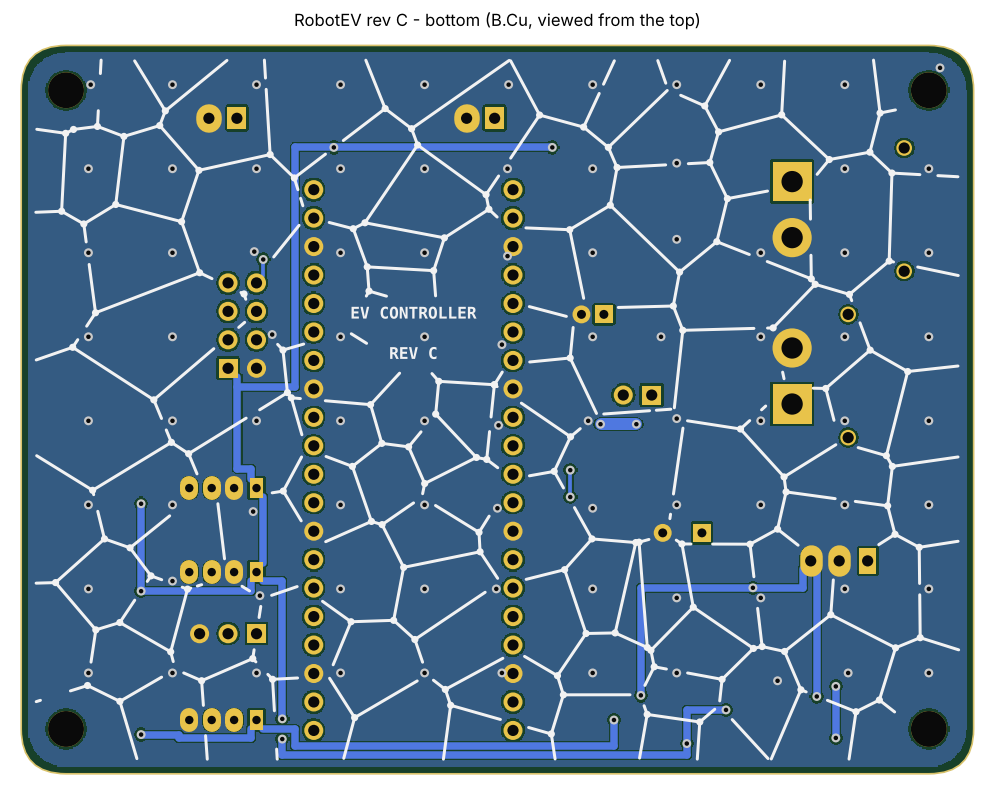 RobotEV rev C - bottom (B.Cu, viewed from the top)
EV CONTROLLER
REV C